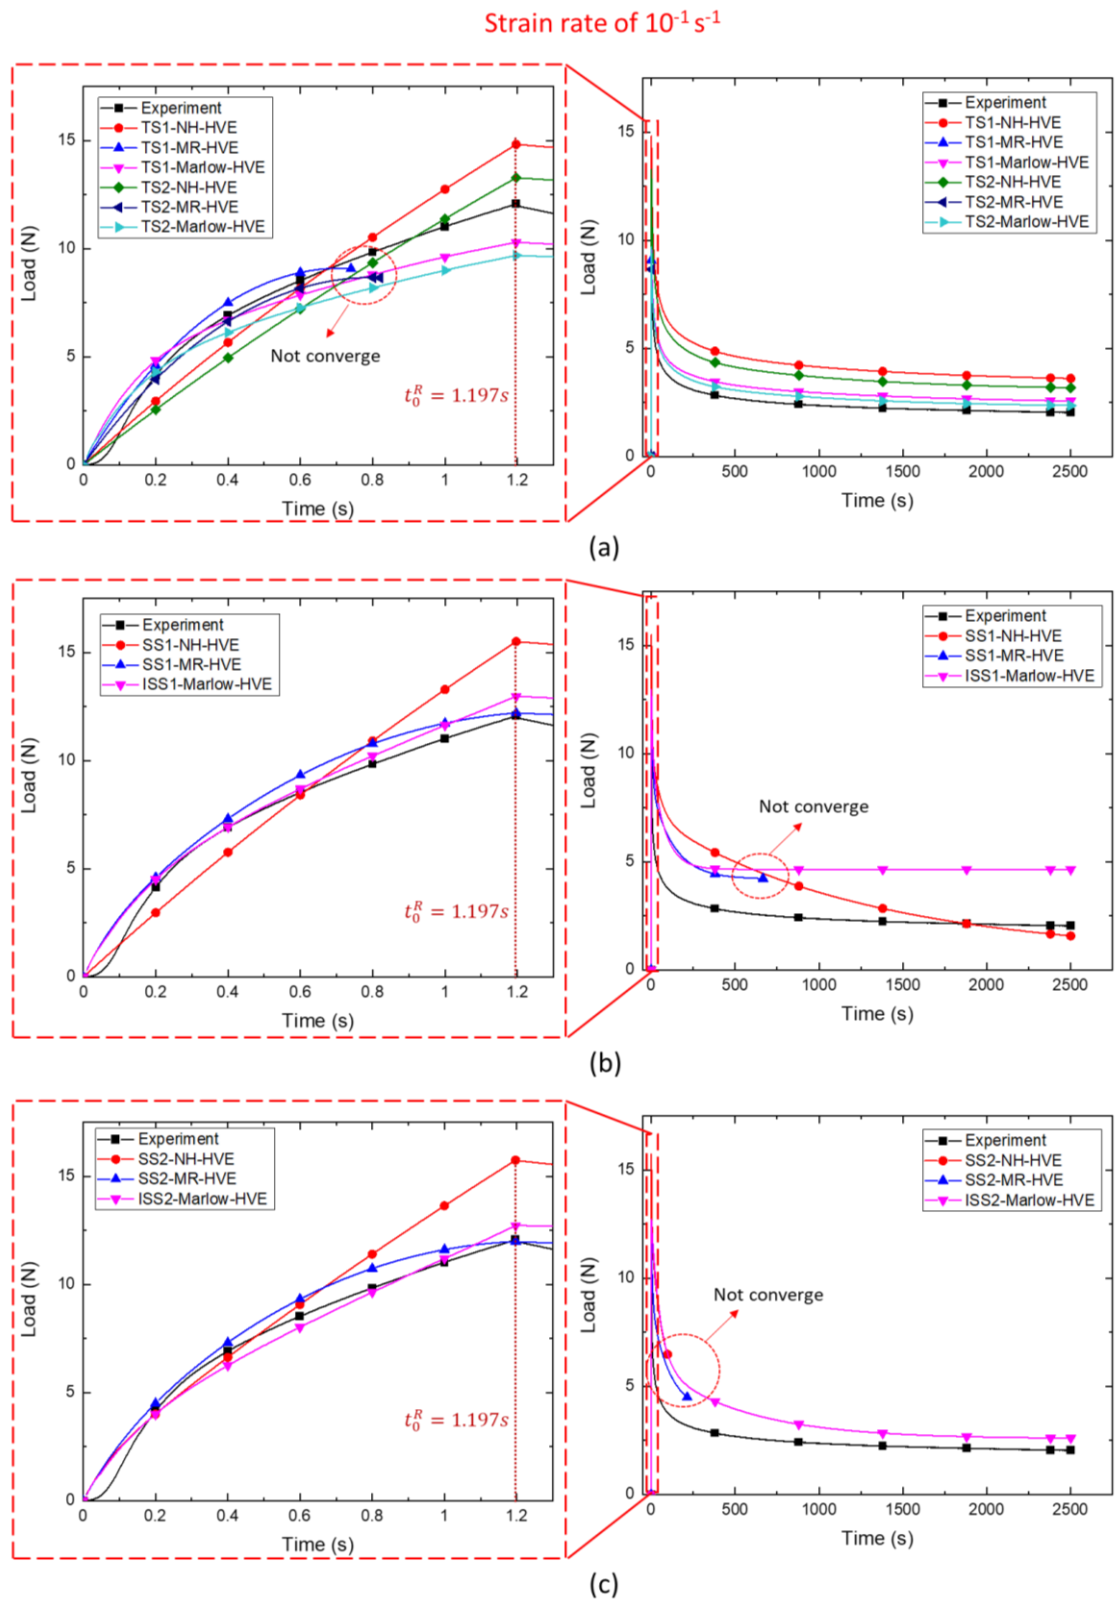 Strain rate of 10⁻¹ s⁻¹
Experiment
TS1-NH-HVE
TS1-MR-HVE
TS1-Marlow-HVE
TS2-NH-HVE
TS2-MR-HVE
TS2-Marlow-HVE
15
10
5
0
Load (N)
Not converge
t₀ᴿ = 1.197s
0 0.2 0.4 0.6 0.8 1.0 1.2
Time (s)
Experiment
TS1-NH-HVE
TS1-MR-HVE
TS1-Marlow-HVE
TS2-NH-HVE
TS2-MR-HVE
TS2-Marlow-HVE
15
10
5
0
Load (N)
0 500 1000 1500 2000 2500
Time (s)
(a)
Experiment
SS1-NH-HVE
SS1-MR-HVE
ISS1-Marlow-HVE
15
10
5
0
Load (N)
t₀ᴿ = 1.197s
0 0.2 0.4 0.6 0.8 1.0 1.2
Time (s)
Experiment
SS1-NH-HVE
SS1-MR-HVE
ISS1-Marlow-HVE
15
10
5
0
Load (N)
Not converge
0 500 1000 1500 2000 2500
Time (s)
(b)
Experiment
SS2-NH-HVE
SS2-MR-HVE
ISS2-Marlow-HVE
15
10
5
0
Load (N)
t₀ᴿ = 1.197s
0 0.2 0.4 0.6 0.8 1.0 1.2
Time (s)
Experiment
SS2-NH-HVE
SS2-MR-HVE
ISS2-Marlow-HVE
15
10
5
0
Load (N)
Not converge
0 500 1000 1500 2000 2500
Time (s)
(c)